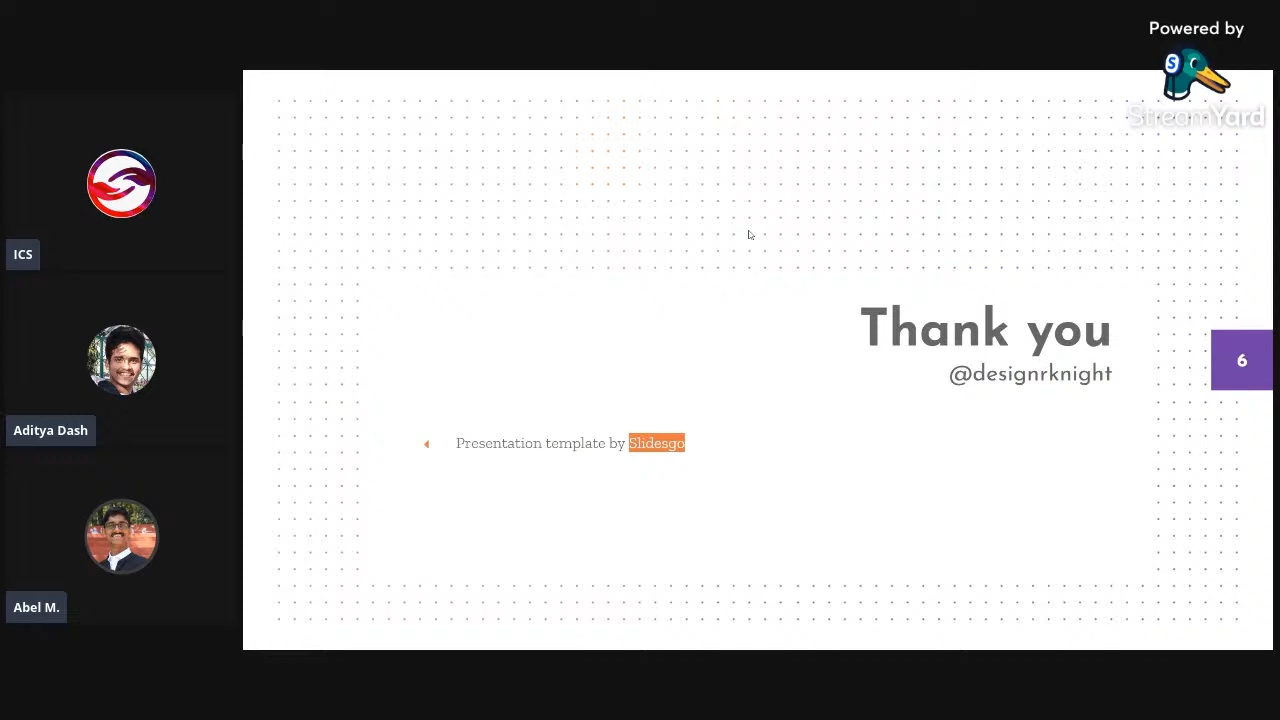 Powered by
StreamYard
ICS
Aditya Dash
Abel M.
Thank you
@designrknight
6
Presentation template by Slidesgo